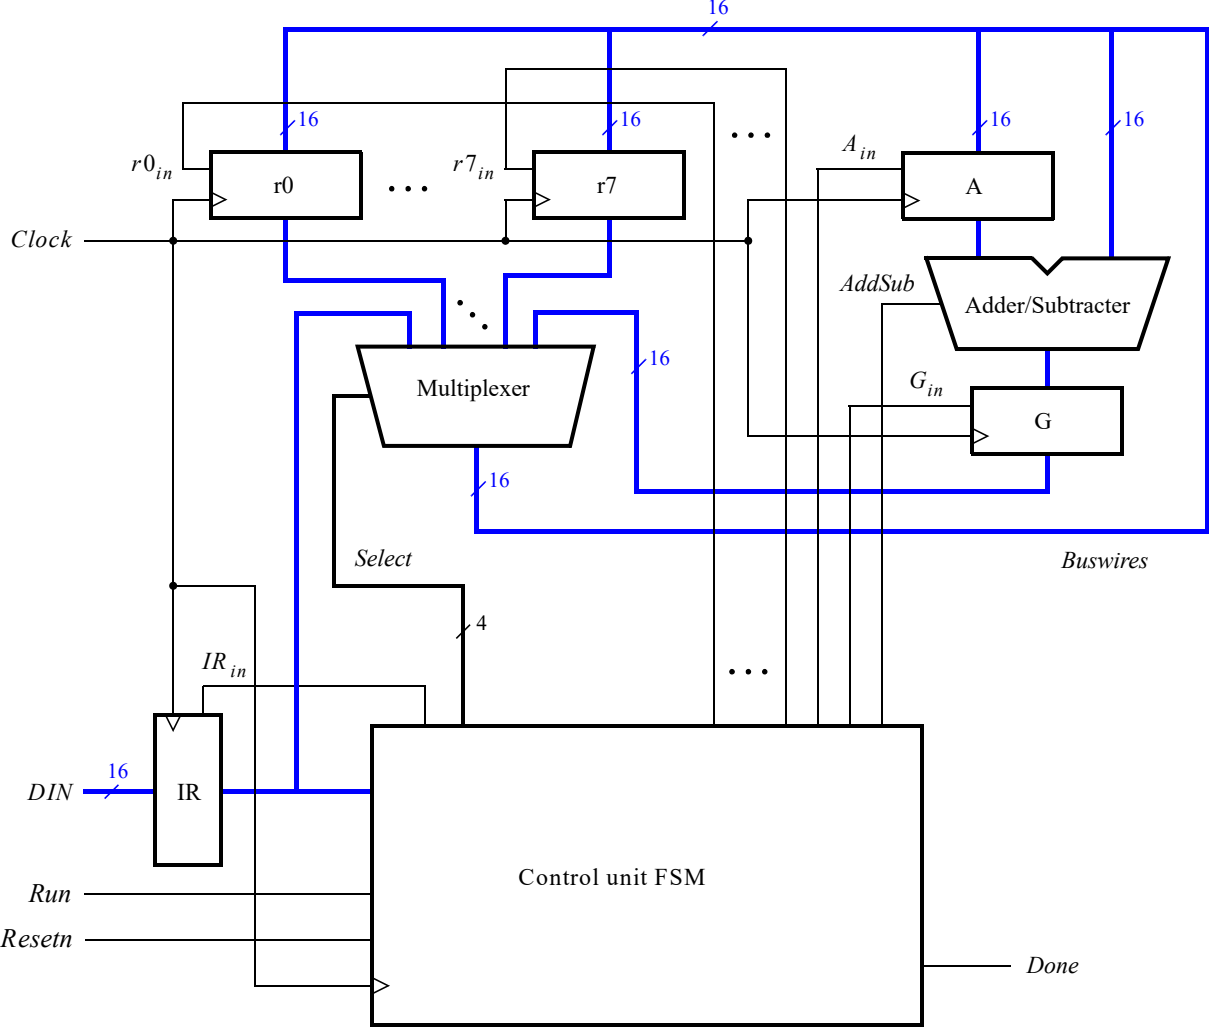 16
16
16
16
16
r0in
r0
• • •
r7in
r7
• • •
Ain
A
Clock
AddSub
Adder/Subtracter
16
Multiplexer
Gin
G
16
Select
Buswires
4
IRin
• • •
16
DIN
IR
Control unit FSM
Run
Resetn
Done